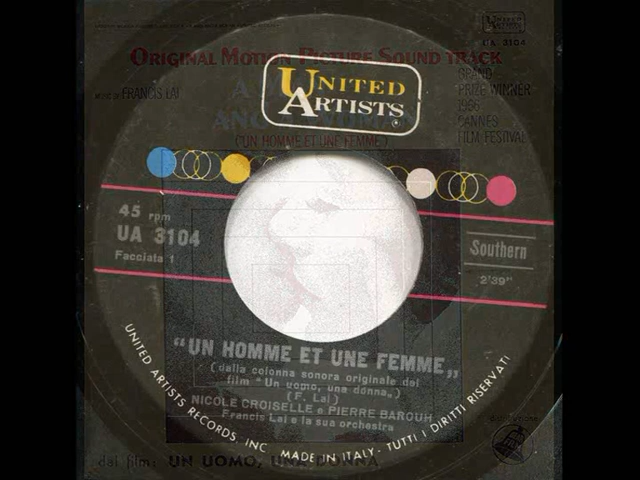 UNITED ARTISTS
UA 3104
ORIGINAL MOTION PICTURE SOUND TRACK
UNITED
ARTISTS
GRAND
PRIZE WINNER
1966
CANNES
FILM FESTIVAL
FRANCIS LAI
(UN HOMME ET UNE FEMME)
45 rpm
UA 3104
Facciata 1
Southern
2'39"
"UN HOMME ET UNE FEMME"
(dalla colonna sonora originale del
film "Un uomo, una donna")
(F. Lai)
NICOLE CROISELLE e PIERRE BAROUH
Francis Lai e la sua orchestra
UNITED ARTISTS RECORDS, INC. MADE IN ITALY - TUTTI I DIRITTI RISERVATI
dal film: UN UOMO, UNA DONNA